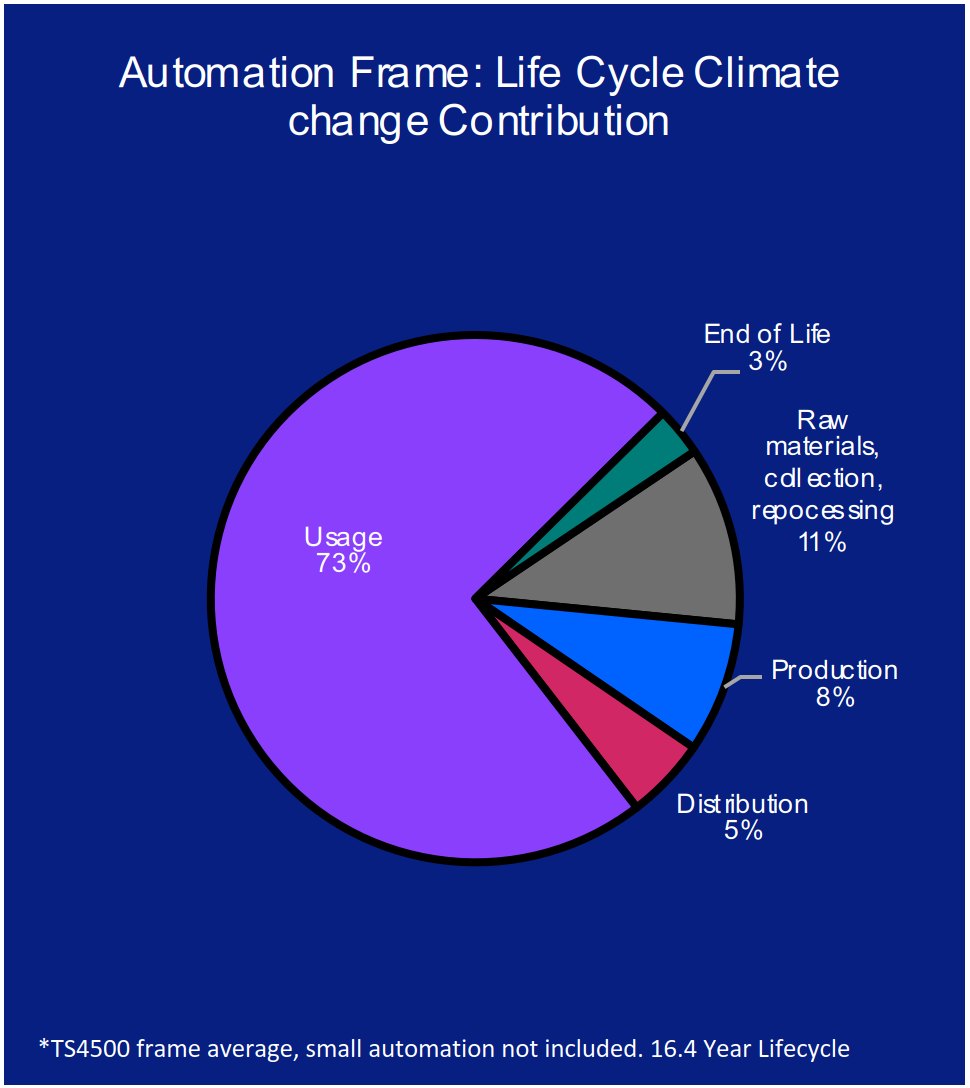 Automation Frame: Life Cycle Climate
change Contribution
End of Life
3%
Raw
materials,
collection,
repocessing
11%
Usage
73%
Production
8%
Distribution
5%
*TS4500 frame average, small automation not included. 16.4 Year Lifecycle